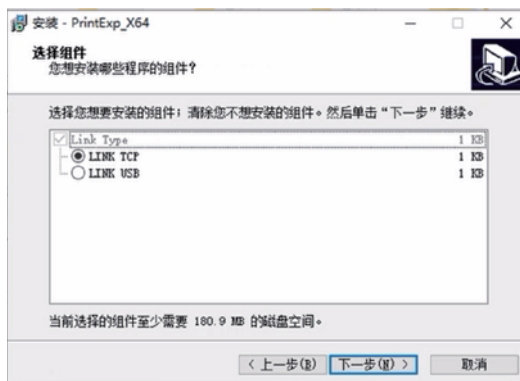 安装 - PrintExp_X64
选择组件
您想安装哪些程序的组件?
选择您想要安装的组件；清除您不想安装的组件。然后单击“下一步”继续。
Link Type 1 KB
LINK TCP 1 KB
LINK USB 1 KB
当前选择的组件至少需要 180.9 MB 的磁盘空间。
< 上一步(B) 下一步(N) > 取消